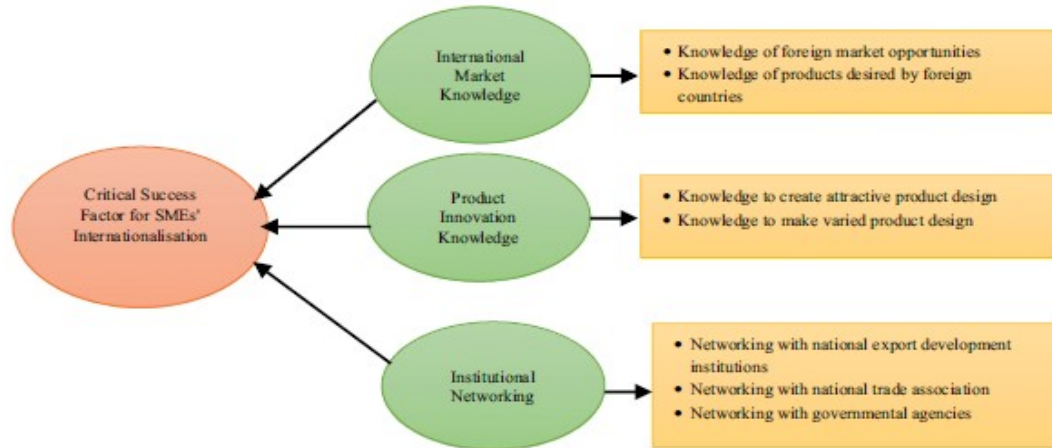 International
Market
Knowledge
• Knowledge of foreign market opportunities
• Knowledge of products desired by foreign
countries
Critical Success
Factor for SMEs'
Internationalisation
Product
Innovation
Knowledge
• Knowledge to create attractive product design
• Knowledge to make varied product design
Institutional
Networking
• Networking with national export development
institutions
• Networking with national trade association
• Networking with governmental agencies